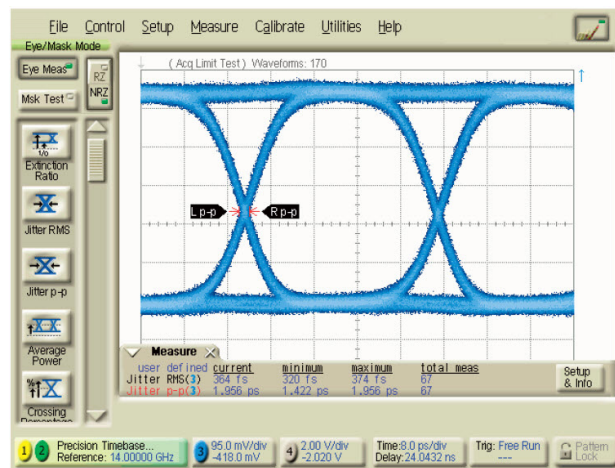 File Control Setup Measure Calibrate Utilities Help
Eye/Mask Mode
Eye Meas
Msk Test
RZ
NRZ
( Acq Limit Test ) Waveforms: 170
Extinction
Ratio
Jitter RMS
Jitter p-p
Average
Power
Crossing
Percentage
L p-p
R p-p
Measure
user defined current minimum maximum total meas
Jitter RMS(3) 364 fs 320 fs 374 fs 67
Jitter p-p(3) 1.956 ps 1.422 ps 1.956 ps 67
Setup
& Info
1 2 Precision Timebase...
Reference: 14.00000 GHz
3 95.0 mV/div
-418.0 mV
4 2.00 V/div
-2.020 V
Time:8.0 ps/div
Delay:24.0432 ns
Trig: Free Run
---
Pattern
Lock